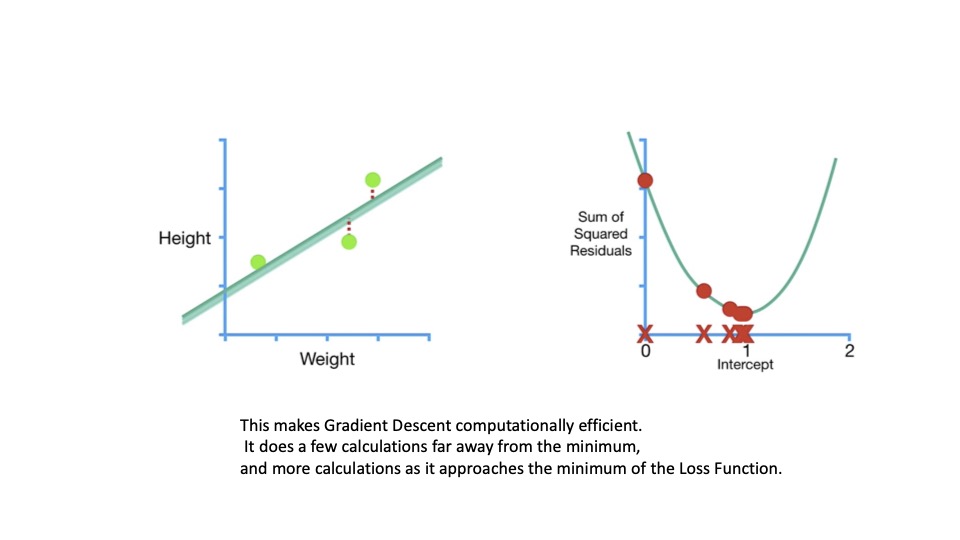 Height
Weight
Sum of
Squared
Residuals
0
1
2
Intercept
This makes Gradient Descent computationally efficient.
It does a few calculations far away from the minimum,
and more calculations as it approaches the minimum of the Loss Function.